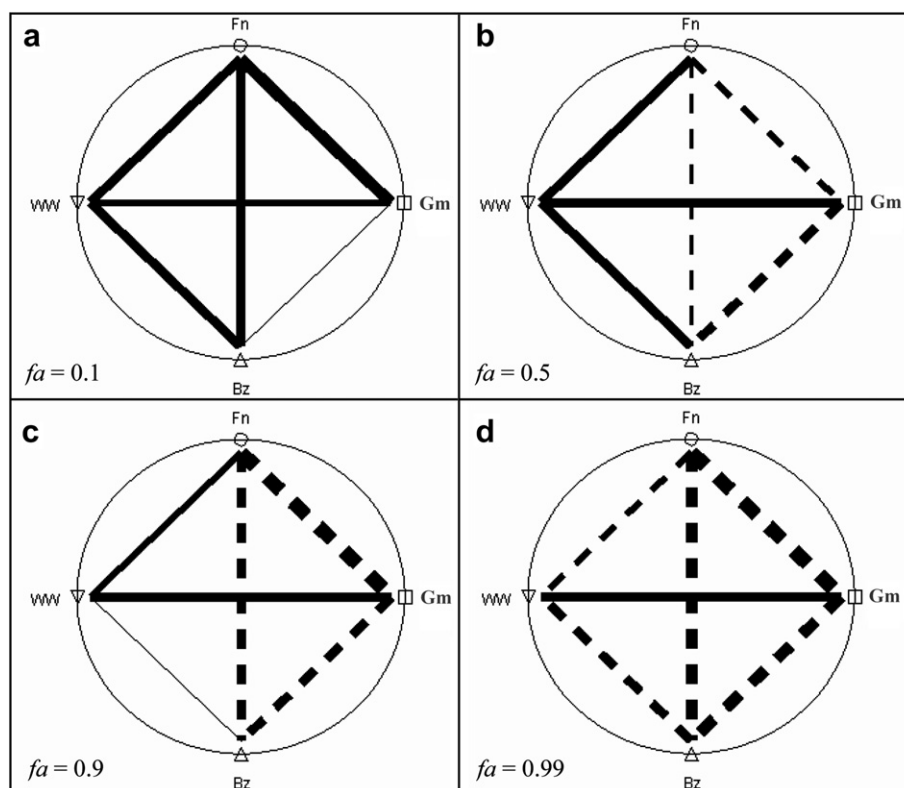 a
Fn
WW
Gm
Bz
fa = 0.1
b
Fn
WW
Gm
Bz
fa = 0.5
c
Fn
WW
Gm
Bz
fa = 0.9
d
Fn
WW
Gm
Bz
fa = 0.99